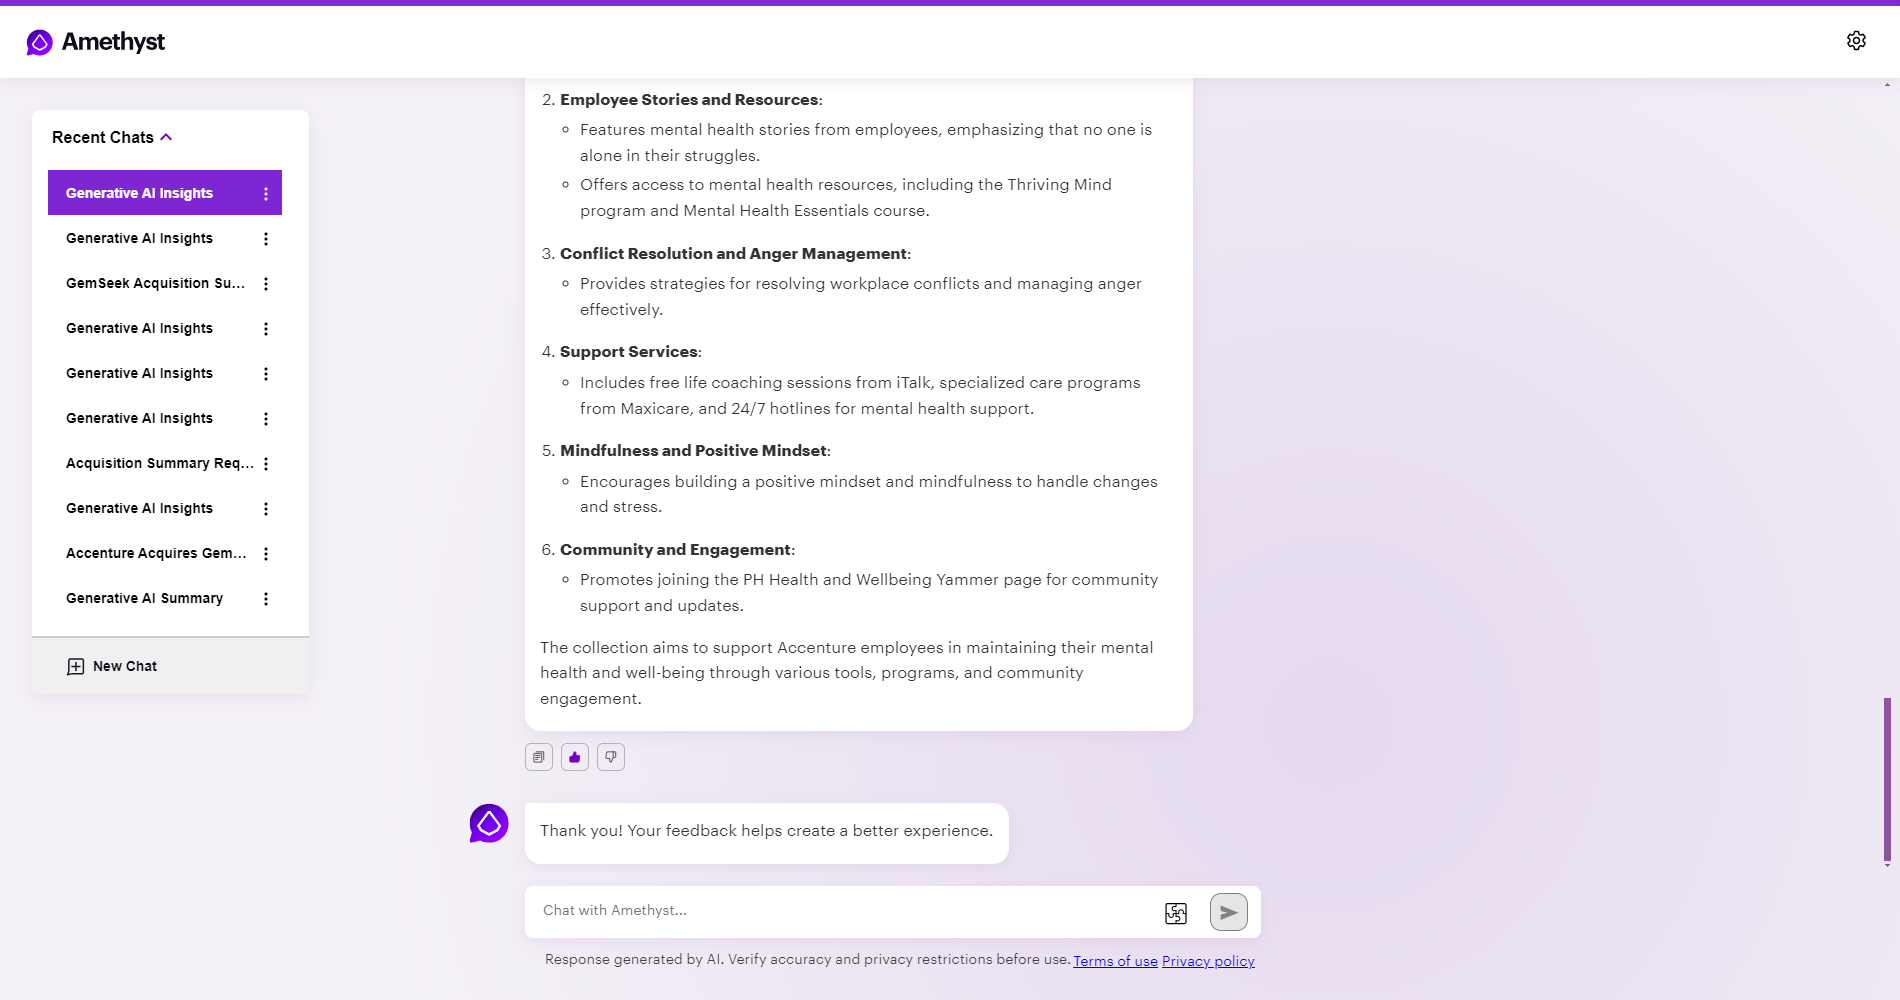 Amethyst
Recent Chats
Generative AI Insights
Generative AI Insights
GemSeek Acquisition Su...
Generative AI Insights
Generative AI Insights
Generative AI Insights
Acquisition Summary Req...
Generative AI Insights
Accenture Acquires Gem...
Generative AI Summary
New Chat
2. Employee Stories and Resources:
Features mental health stories from employees, emphasizing that no one is
alone in their struggles.
Offers access to mental health resources, including the Thriving Mind
program and Mental Health Essentials course.
3. Conflict Resolution and Anger Management:
Provides strategies for resolving workplace conflicts and managing anger
effectively.
4. Support Services:
Includes free life coaching sessions from iTalk, specialized care programs
from Maxicare, and 24/7 hotlines for mental health support.
5. Mindfulness and Positive Mindset:
Encourages building a positive mindset and mindfulness to handle changes
and stress.
6. Community and Engagement:
Promotes joining the PH Health and Wellbeing Yammer page for community
support and updates.
The collection aims to support Accenture employees in maintaining their mental
health and well-being through various tools, programs, and community
engagement.
Thank you! Your feedback helps create a better experience.
Chat with Amethyst...
Response generated by AI. Verify accuracy and privacy restrictions before use. Terms of use Privacy policy